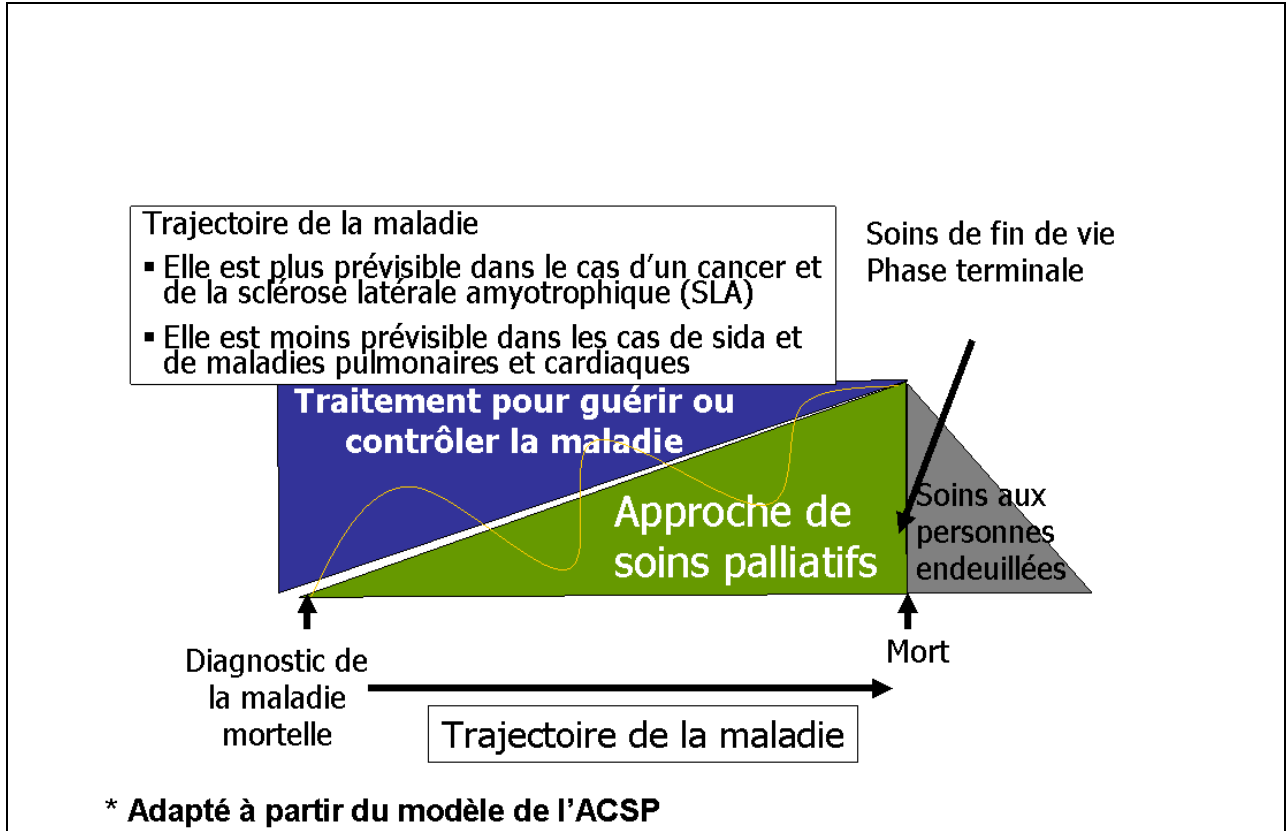 Trajectoire de la maladie
▪ Elle est plus prévisible dans le cas d'un cancer et
de la sclérose latérale amyotrophique (SLA)
▪ Elle est moins prévisible dans les cas de sida et
de maladies pulmonaires et cardiaques
Soins de fin de vie
Phase terminale
Traitement pour guérir ou
contrôler la maladie
Approche de
soins palliatifs
Soins aux
personnes
endeuillées
Diagnostic de
la maladie
mortelle
Mort
Trajectoire de la maladie
* Adapté à partir du modèle de l'ACSP